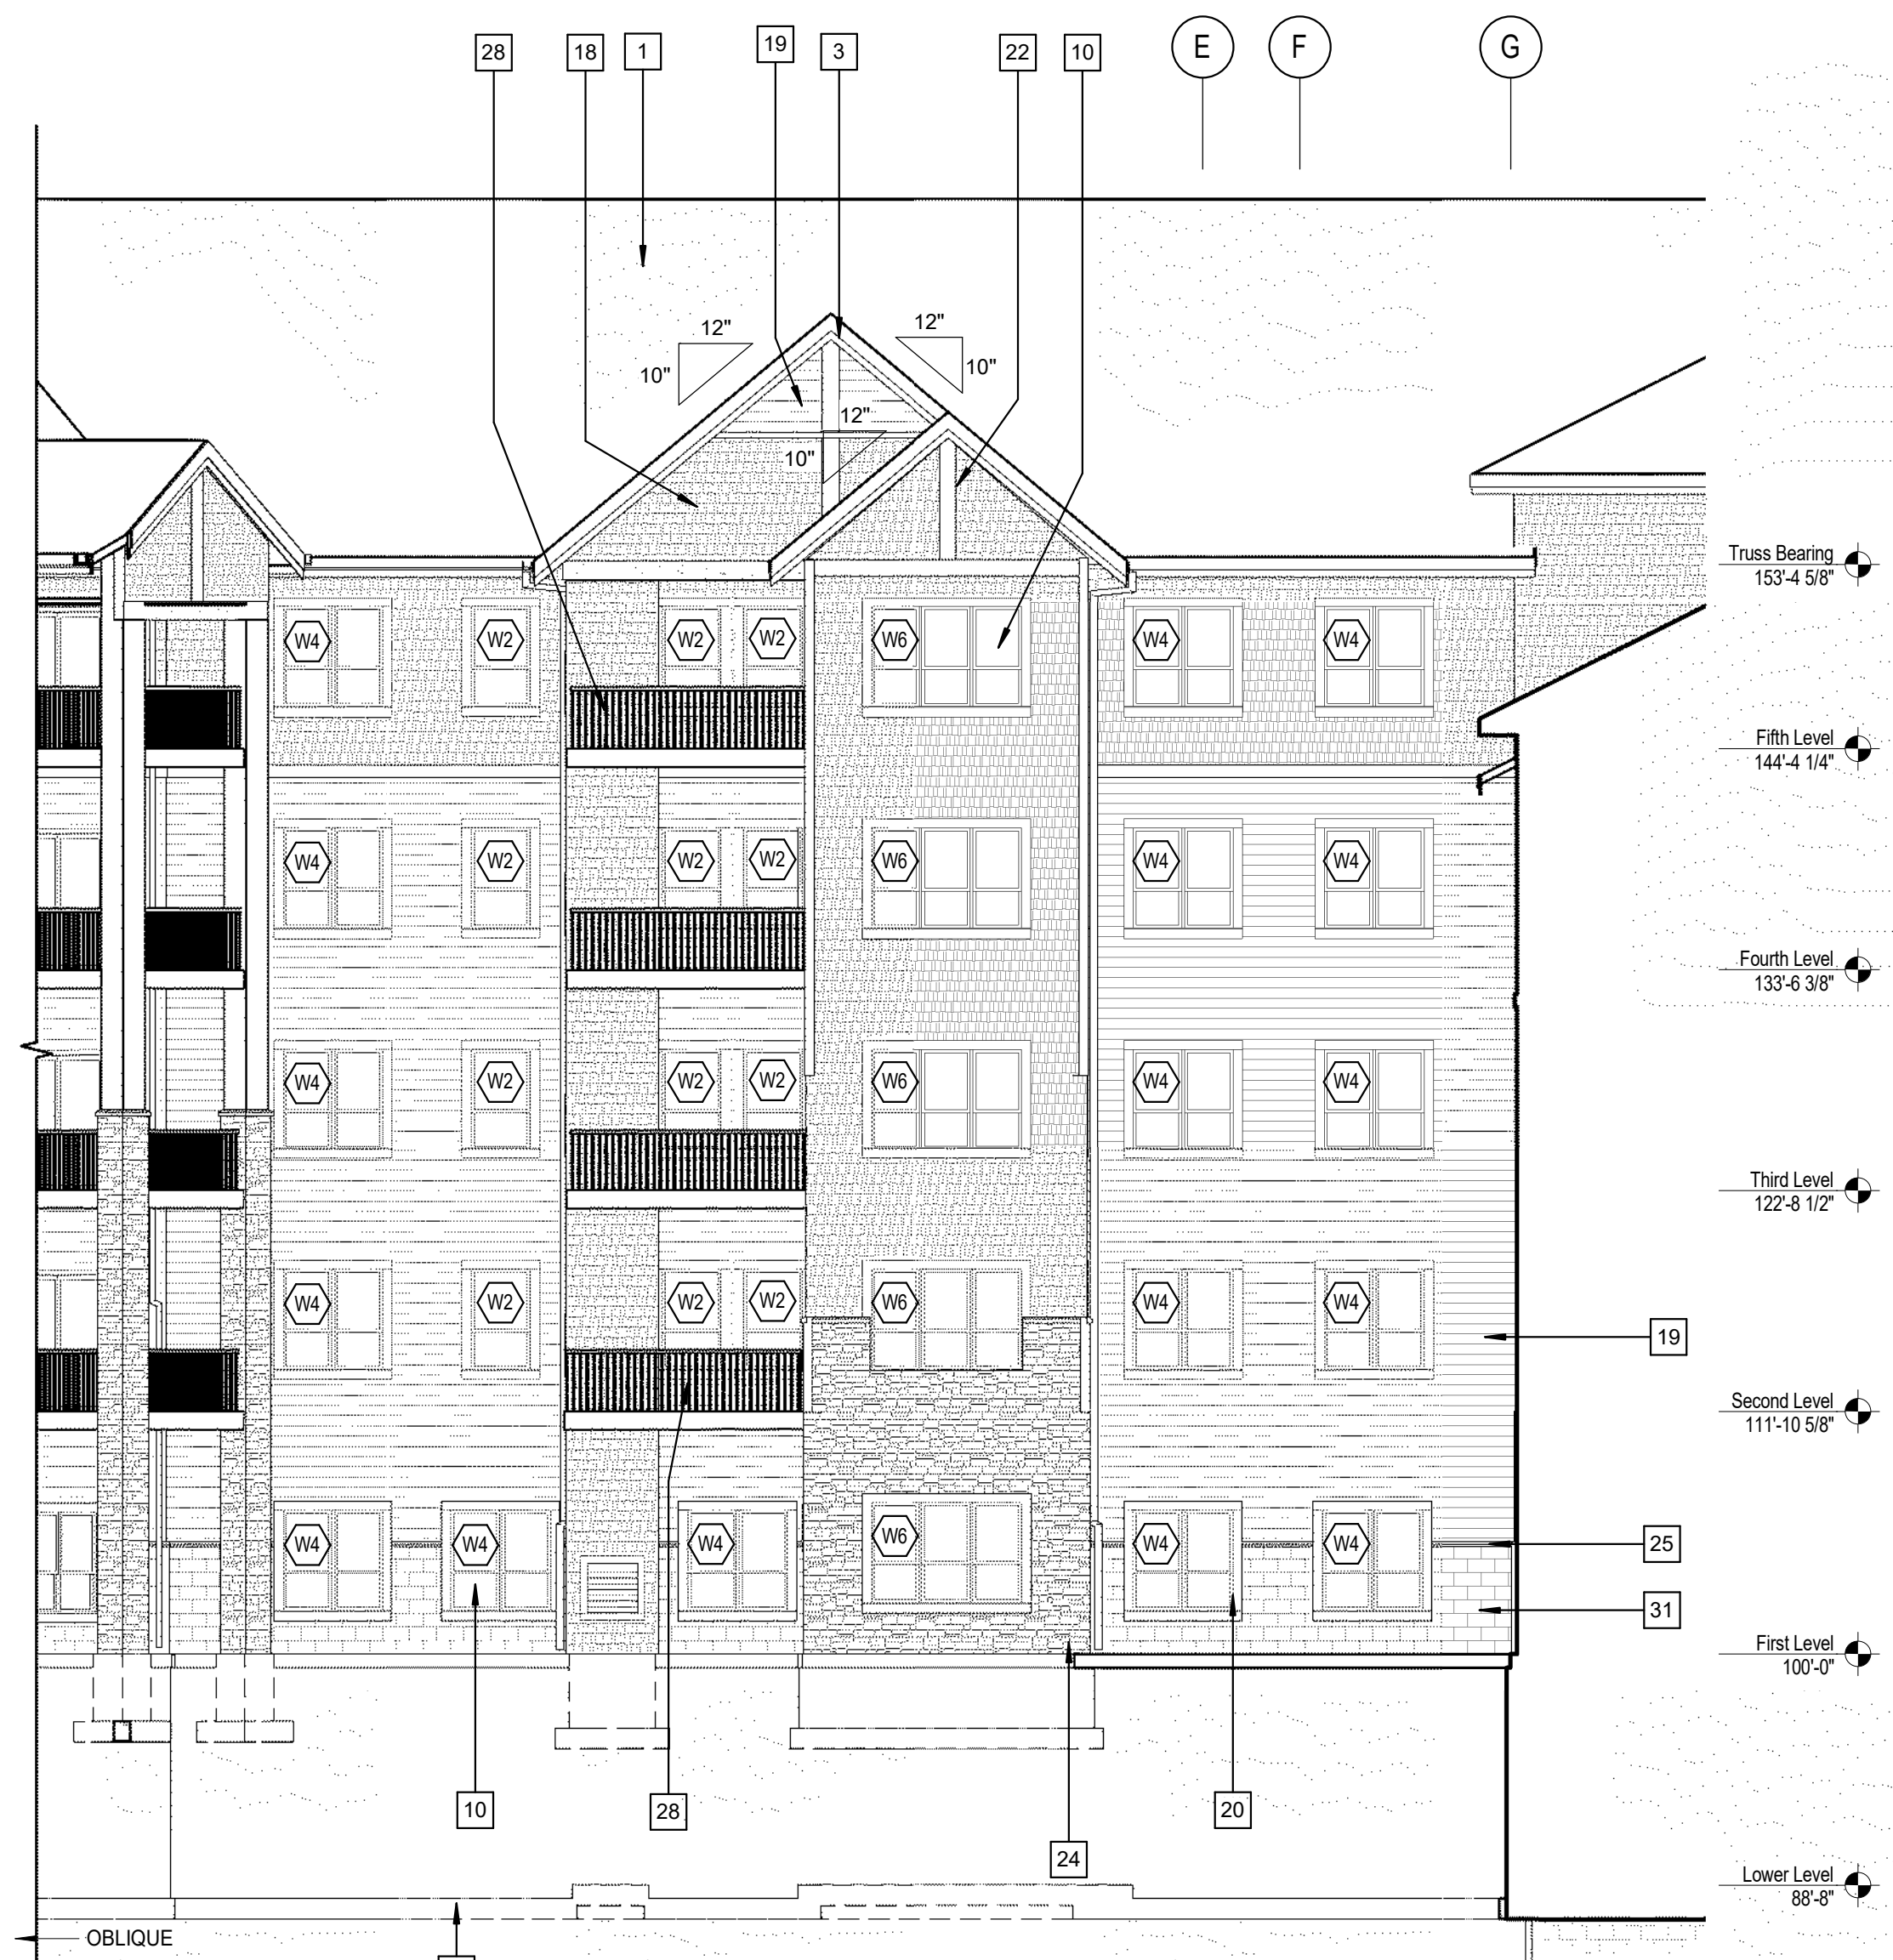 28 18 1 19 3 22 10 E F G
12" 12"
10" 10"
12"
10"
Truss Bearing
153'-4 5/8"
W4 W2 W2 W2 W6 W4 W4
Fifth Level
144'-4 1/4"
W4 W2 W2 W2 W6 W4 W4
Fourth Level
133'-6 3/8"
W4 W2 W2 W2 W6 W4 W4
Third Level
122'-8 1/2"
W4 W2 W2 W2 W6 W4 W4
19
Second Level
111'-10 5/8"
W4 W4 W4 W6 W4 W4
25
31
First Level
100'-0"
10 28 20
24
Lower Level
88'-8"
OBLIQUE